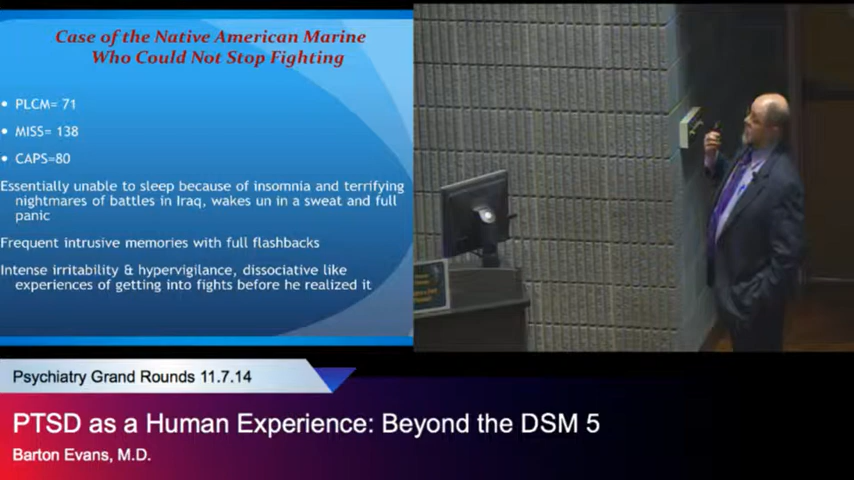 Case of the Native American Marine
Who Could Not Stop Fighting
• PLCM= 71
• MISS= 138
• CAPS=80
Essentially unable to sleep because of insomnia and terrifying
nightmares of battles in Iraq, wakes un in a sweat and full
panic
Frequent intrusive memories with full flashbacks
Intense irritability & hypervigilance, dissociative like
experiences of getting into fights before he realized it
Psychiatry Grand Rounds 11.7.14
PTSD as a Human Experience: Beyond the DSM 5
Barton Evans, M.D.